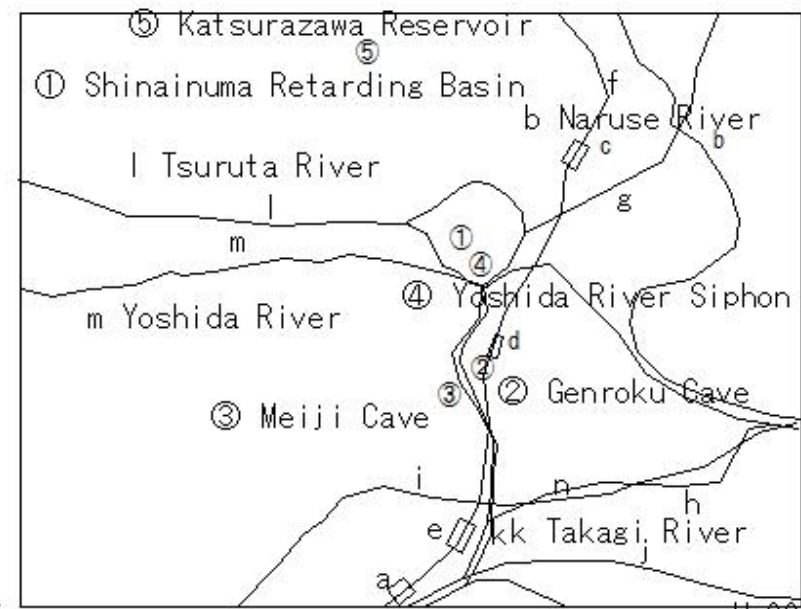 ⑤ Katsurazawa Reservoir
⑤
① Shinainuma Retarding Basin
f
b Naruse River
c
b
l Tsuruta River
l
g
m
①
④
④ Yoshida River Siphon
m Yoshida River
d
②
③
② Genroku Cave
③ Meiji Cave
i
n
h
e
kk Takagi River
j
a